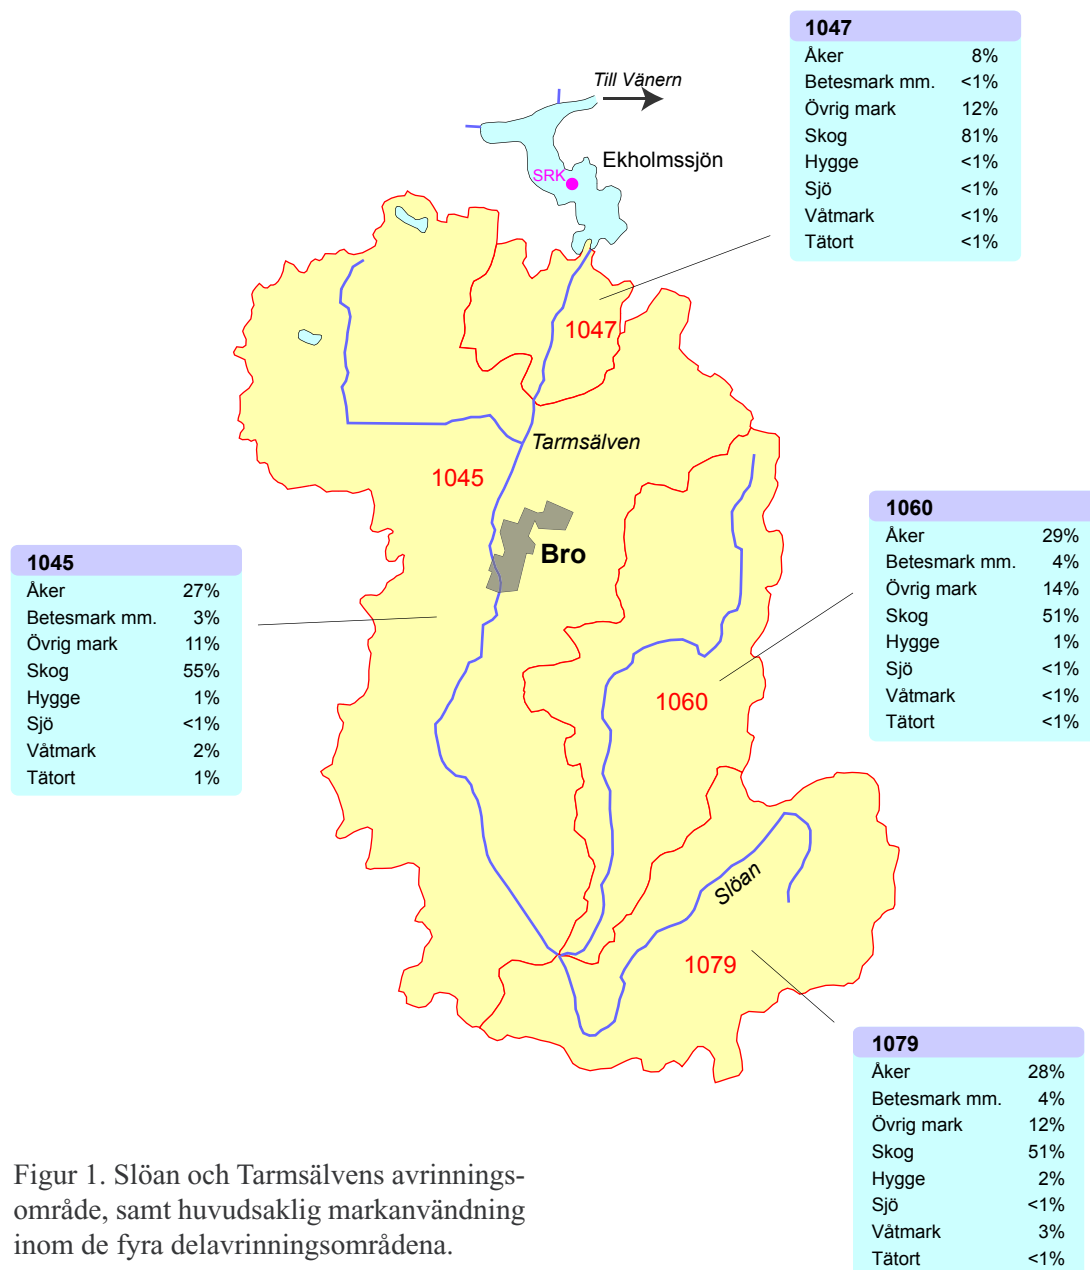 1047
Åker 8%
Betesmark mm. <1%
Övrig mark 12%
Skog 81%
Hygge <1%
Sjö <1%
Våtmark <1%
Tätort <1%
Till Vänern
Ekholmssjön
SRK
1047
Tarmsälven
1045
Bro
1060
Åker 29%
Betesmark mm. 4%
Övrig mark 14%
Skog 51%
Hygge 1%
Sjö <1%
Våtmark <1%
Tätort <1%
1045
Åker 27%
Betesmark mm. 3%
Övrig mark 11%
Skog 55%
Hygge 1%
Sjö <1%
Våtmark 2%
Tätort 1%
1060
Slöan
1079
1079
Åker 28%
Betesmark mm. 4%
Övrig mark 12%
Skog 51%
Hygge 2%
Sjö <1%
Våtmark 3%
Tätort <1%
Figur 1. Slöan och Tarmsälvens avrinnings-
område, samt huvudsaklig markanvändning
inom de fyra delavrinningsområdena.